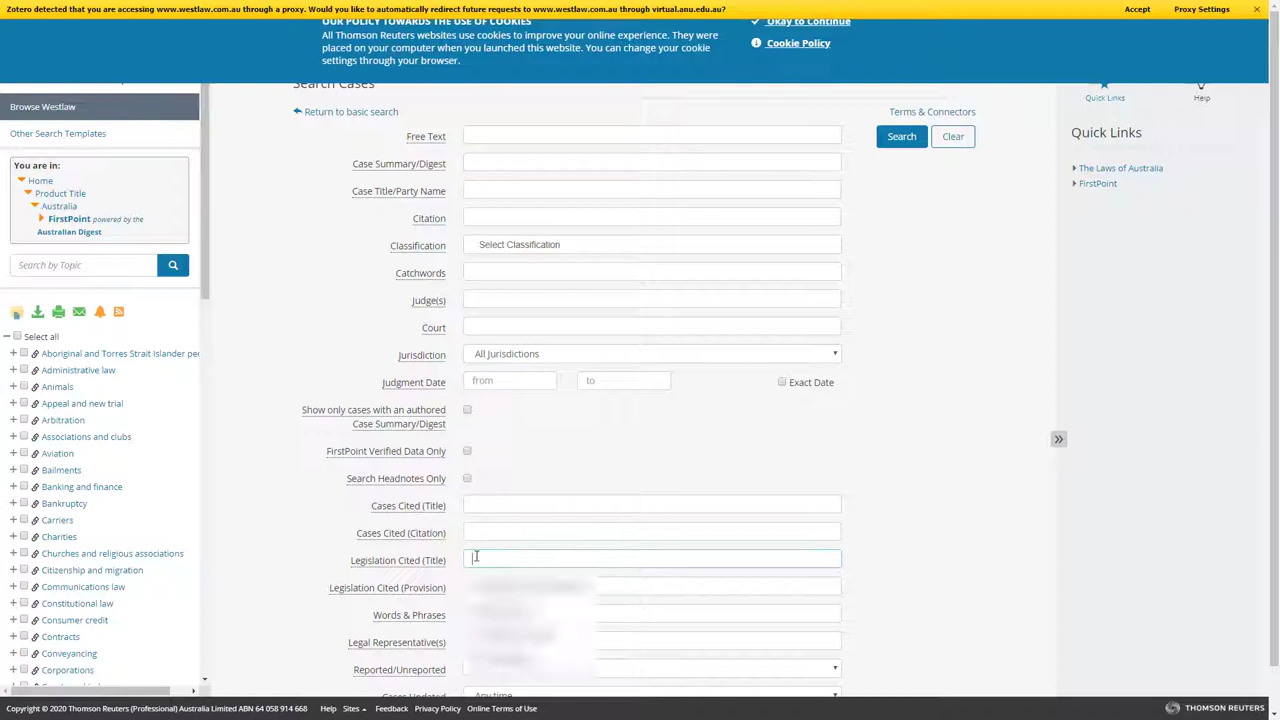 Zotero detected that you are accessing www.westlaw.com.au through a proxy. Would you like to automatically redirect future requests to www.westlaw.com.au through virtual.anu.edu.au?
Accept
Proxy Settings
OUR POLICY TOWARDS THE USE OF COOKIES
All Thomson Reuters websites use cookies to improve your online experience. They
were placed on your computer when you launched this website. You can change your
cookie settings through your browser.
Okay to Continue
Cookie Policy
Browse Westlaw
Other Search Templates
You are in:
Home
Product Title
Australia
FirstPoint powered by the
Australian Digest
Search by Topic
Select all
Aboriginal and Torres Strait Islander pe
Administrative law
Animals
Appeal and new trial
Arbitration
Associations and clubs
Aviation
Bailments
Banking and finance
Bankruptcy
Carriers
Charities
Churches and religious associations
Citizenship and migration
Communications law
Constitutional law
Consumer credit
Contracts
Conveyancing
Corporations
Search Cases
Return to basic search
Terms & Connectors
Free Text
Search
Clear
Case Summary/Digest
Case Title/Party Name
Citation
Classification
Select Classification
Catchwords
Judge(s)
Court
Jurisdiction
All Jurisdictions
Judgment Date
from
to
Exact Date
Show only cases with an authored
Case Summary/Digest
FirstPoint Verified Data Only
Search Headnotes Only
Cases Cited (Title)
Cases Cited (Citation)
Legislation Cited (Title)
Legislation Cited (Provision)
Words & Phrases
Legal Representative(s)
Reported/Unreported
Cases Updated
Any time
Quick Links
Help
Quick Links
The Laws of Australia
FirstPoint
Copyright © 2020 Thomson Reuters (Professional) Australia Limited ABN 64 058 914 668
Help
Sites
Feedback
Privacy Policy
Online Terms of Use
THOMSON REUTERS